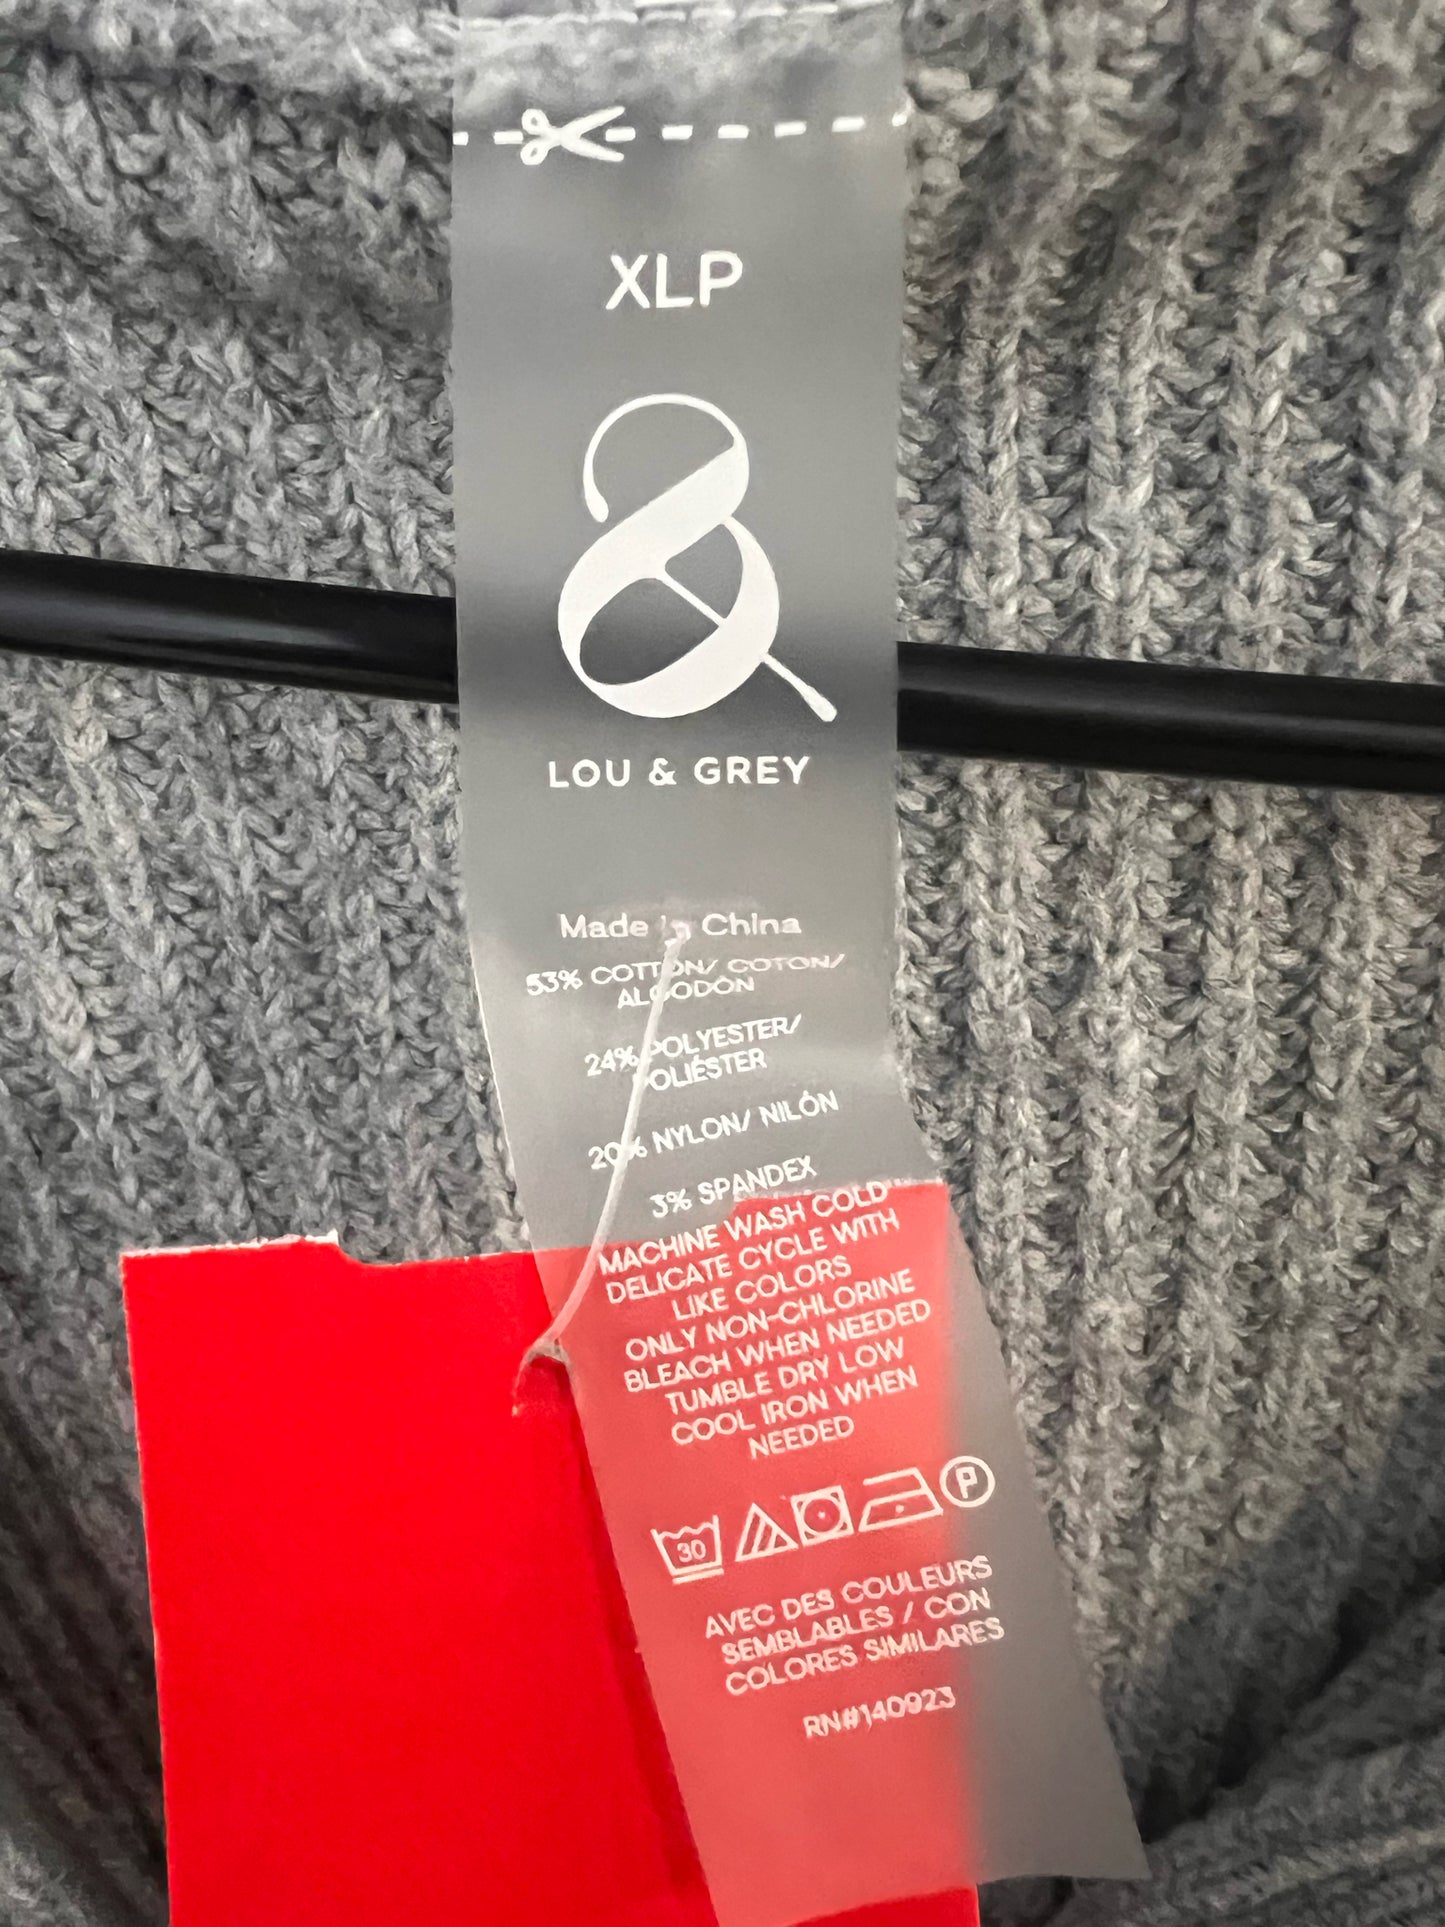 XLP
&
LOU & GREY
Made in China
53% COTTON/ COTON/
ALGODÓN
24% POLYESTER/
POLIÉSTER
20% NYLON/ NILÓN
3% SPANDEX
MACHINE WASH COLD
DELICATE CYCLE WITH
LIKE COLORS
ONLY NON-CHLORINE
BLEACH WHEN NEEDED
TUMBLE DRY LOW
COOL IRON WHEN
NEEDED
30 P
AVEC DES COULEURS
SEMBLABLES / CON
COLORES SIMILARES
RN#140923